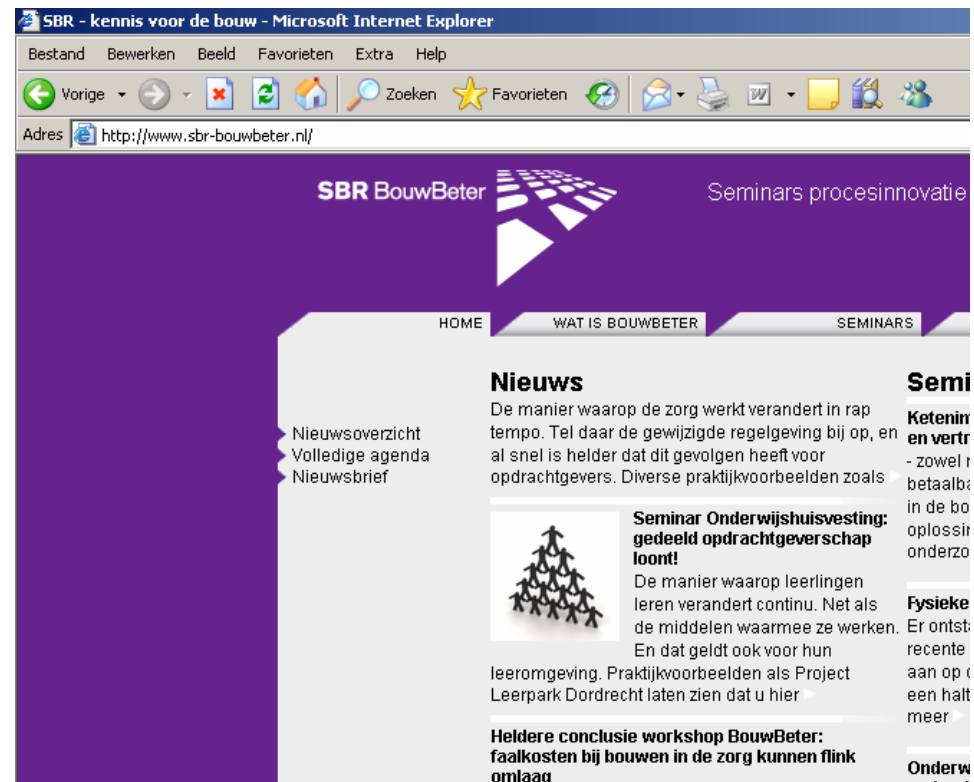 SBR - kennis voor de bouw - Microsoft Internet Explorer
Bestand Bewerken Beeld Favorieten Extra Help
Vorige Zoeken Favorieten
Adres http://www.sbr-bouwbeter.nl/
SBR BouwBeter
Seminars procesinnovatie
HOME WAT IS BOUWBETER SEMINARS
Nieuwsoverzicht
Volledige agenda
Nieuwsbrief
Nieuws
De manier waarop de zorg werkt verandert in rap
tempo. Tel daar de gewijzigde regelgeving bij op, en
al snel is helder dat dit gevolgen heeft voor
opdrachtgevers. Diverse praktijkvoorbeelden zoals
Seminar Onderwijshuisvesting:
gedeeld opdrachtgeverschap
loont!
De manier waarop leerlingen
leren verandert continu. Net als
de middelen waarmee ze werken.
En dat geldt ook voor hun
leeromgeving. Praktijkvoorbeelden als Project
Leerpark Dordrecht laten zien dat u hier
Heldere conclusie workshop BouwBeter:
faalkosten bij bouwen in de zorg kunnen flink
omlaag
Semi
en vertr
- zowel
in de bo
Fysieke
Er ontsta
recente
aan op
een halt
meer